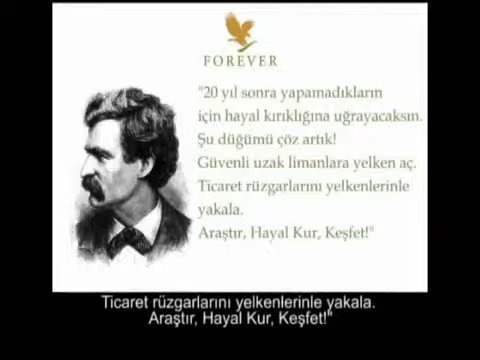 FOREVER
"20 yıl sonra yapamadıkların
için hayal kırıklığına uğrayacaksın.
Şu düğümü çöz artık!
Güvenli uzak limanlara yelken aç.
Ticaret rüzgarlarını yelkenlerinle
yakala.
Araştır, Hayal Kur, Keşfet!"
Ticaret rüzgarlarını yelkenlerinle yakala.
Araştır, Hayal Kur, Keşfet!"